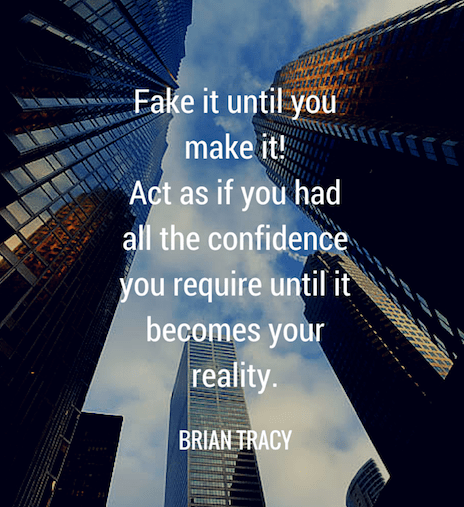 Fake it until you
make it!
Act as if you had
all the confidence
you require until it
becomes your
reality.
BRIAN TRACY